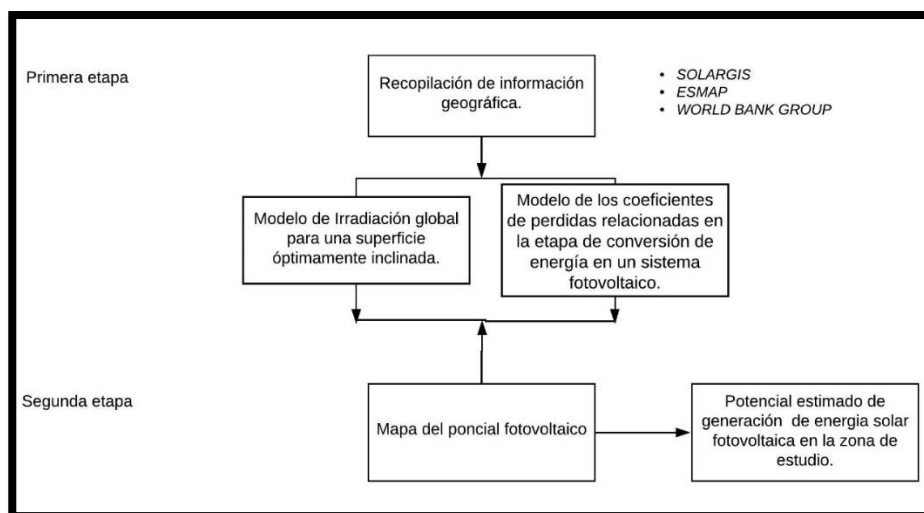 Primera etapa
Recopilación de información
geográfica.
• SOLARGIS
• ESMAP
• WORLD BANK GROUP
Modelo de Irradiación global
para una superficie
óptimamente inclinada.
Modelo de los coeficientes
de perdidas relacionadas en
la etapa de conversión de
energía en un sistema
fotovoltaico.
Segunda etapa
Mapa del poncial fotovoltaico
Potencial estimado de
generación de energia solar
fotovoltaica en la zona de
estudio.